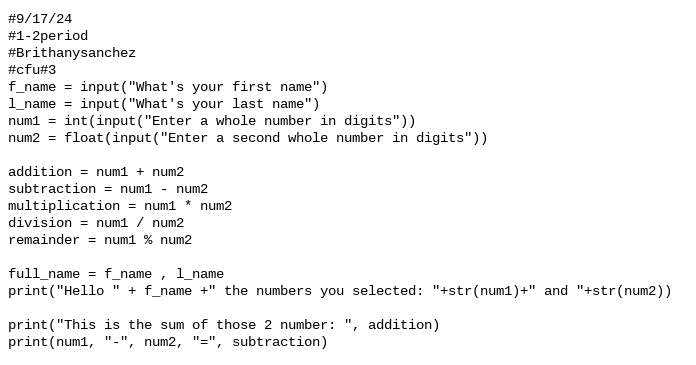 #9/17/24
#1-2period
#Brithanysanchez
#cfu#3
f_name = input("What's your first name")
l_name = input("What's your last name")
num1 = int(input("Enter a whole number in digits"))
num2 = float(input("Enter a second whole number in digits"))
addition = num1 + num2
subtraction = num1 - num2
multiplication = num1 * num2
division = num1 / num2
remainder = num1 % num2
full_name = f_name , l_name
print("Hello " + f_name +" the numbers you selected: "+str(num1)+" and "+str(num2))
print("This is the sum of those 2 number: ", addition)
print(num1, "-", num2, "=", subtraction)